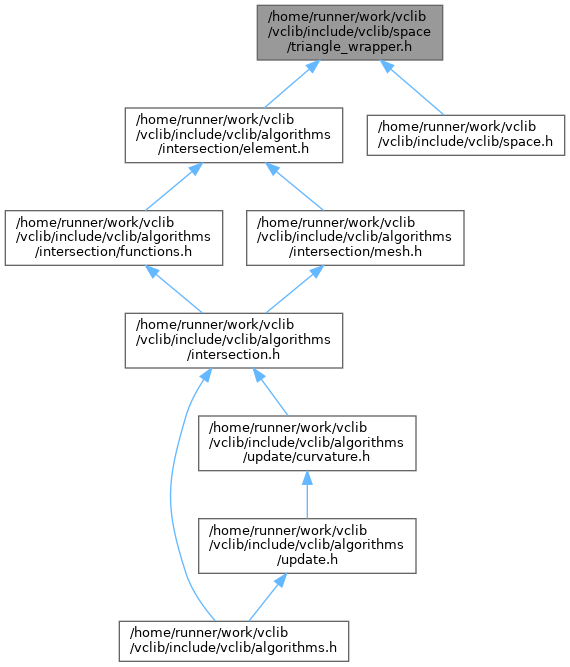 /home/runner/work/vclib
/vclib/include/vclib/space
/triangle_wrapper.h
/home/runner/work/vclib
/vclib/include/vclib/algorithms
/intersection/element.h
/home/runner/work/vclib
/vclib/include/vclib/space.h
/home/runner/work/vclib
/vclib/include/vclib/algorithms
/intersection/functions.h
/home/runner/work/vclib
/vclib/include/vclib/algorithms
/intersection/mesh.h
/home/runner/work/vclib
/vclib/include/vclib/algorithms
/intersection.h
/home/runner/work/vclib
/vclib/include/vclib/algorithms
/update/curvature.h
/home/runner/work/vclib
/vclib/include/vclib/algorithms
/update.h
/home/runner/work/vclib
/vclib/include/vclib/algorithms.h